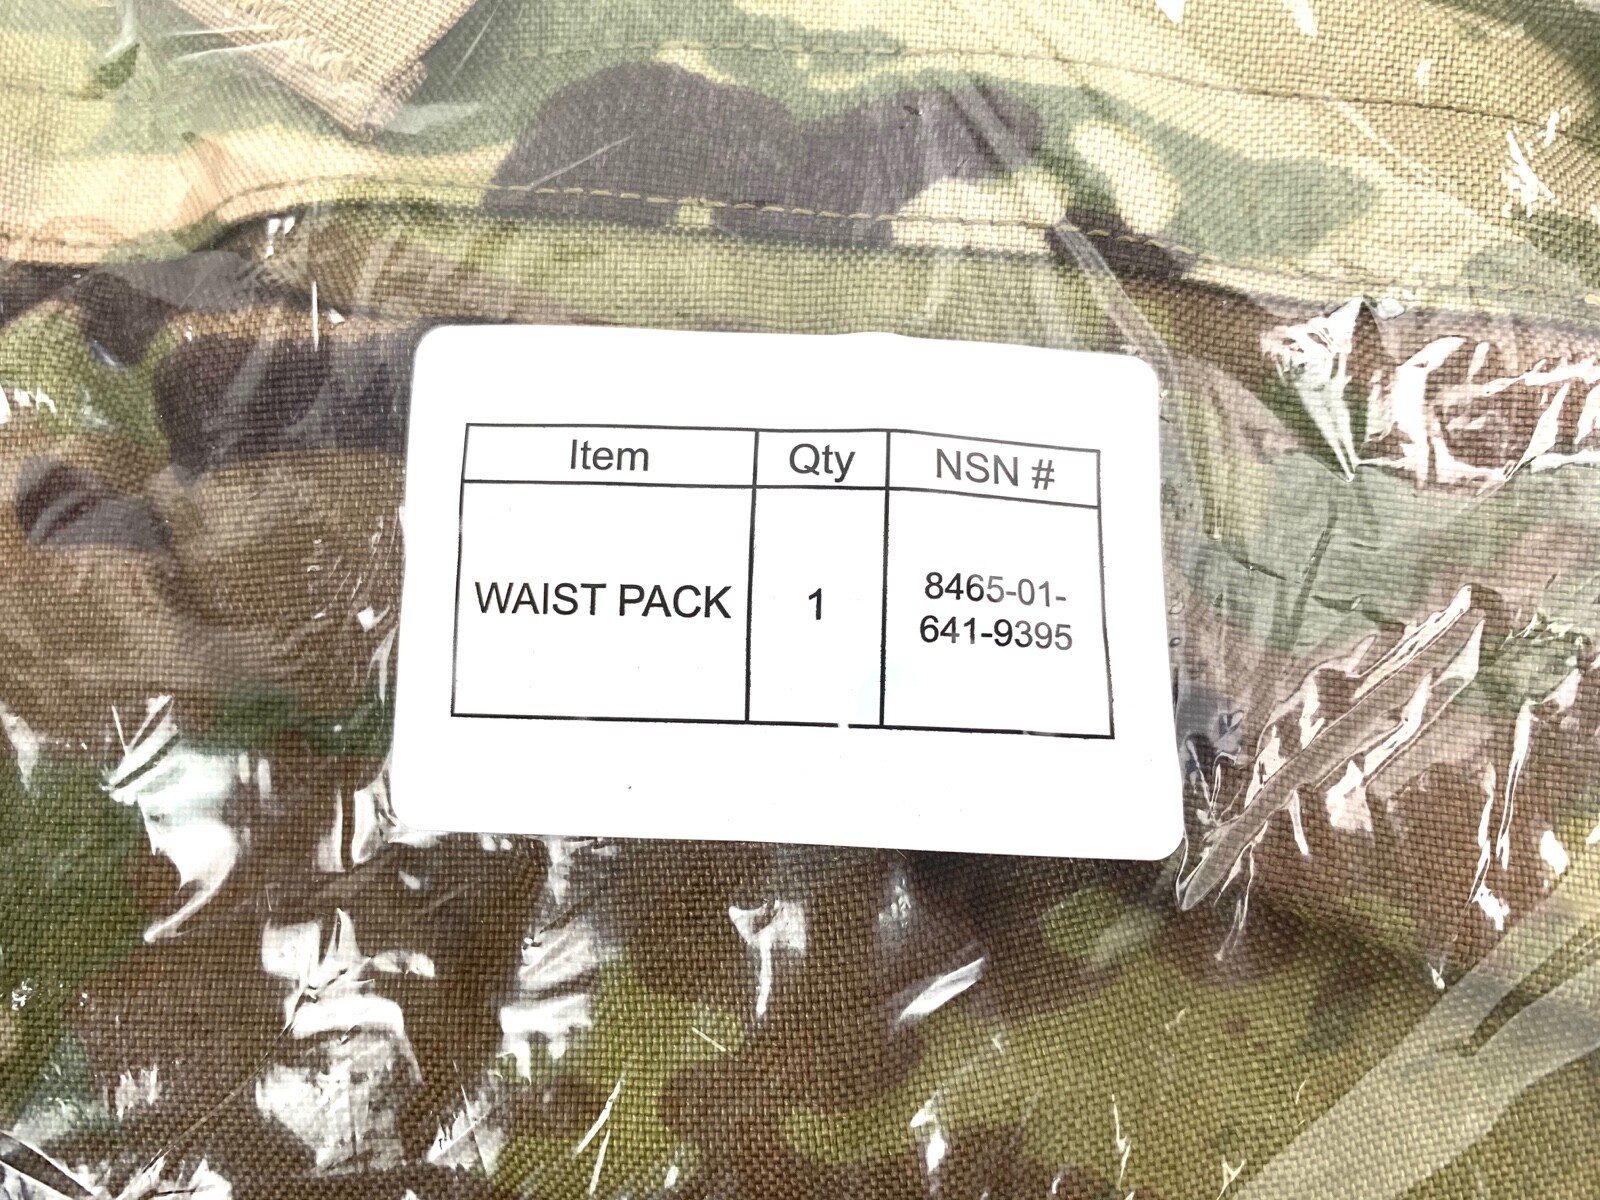 Item Qty NSN #
WAIST PACK 1 8465-01-
641-9395